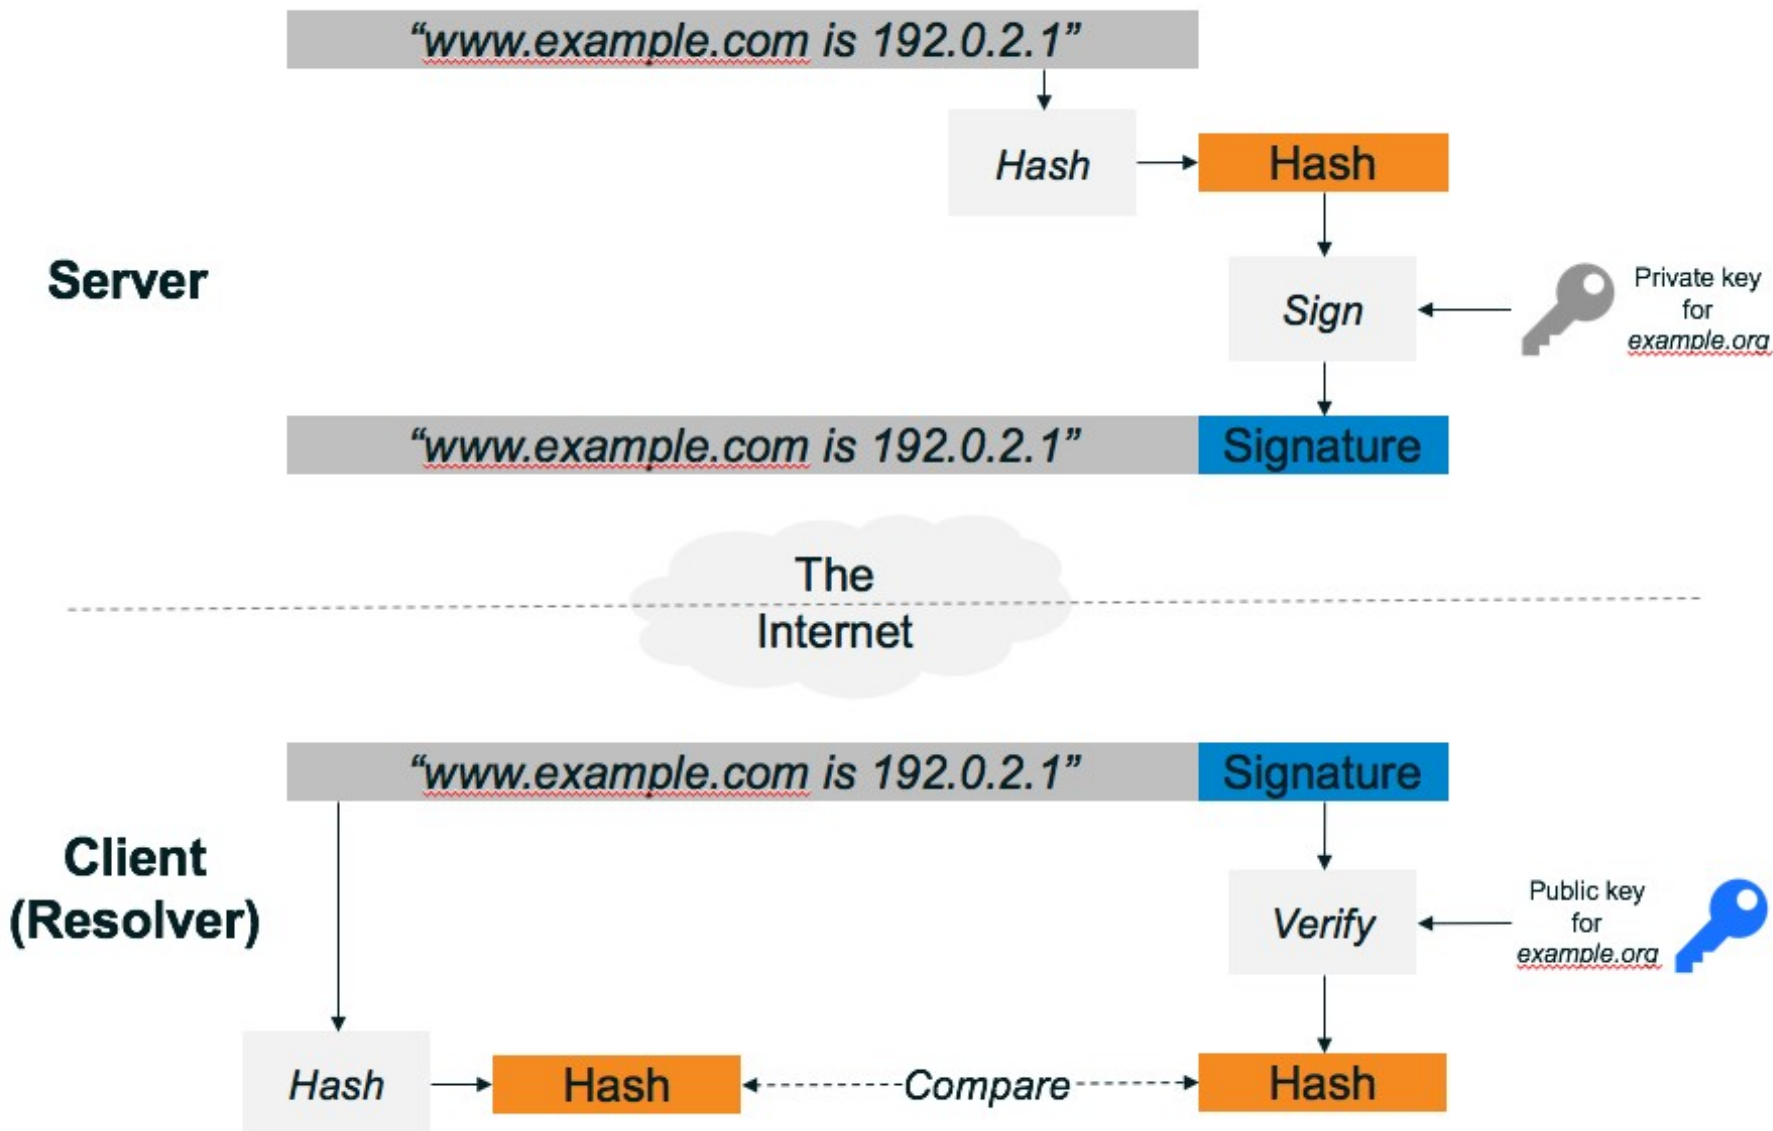 “www.example.com is 192.0.2.1”
Hash
Hash
Server
Sign
Private key
for
example.org
“www.example.com is 192.0.2.1”
Signature
The
Internet
“www.example.com is 192.0.2.1”
Signature
Client
(Resolver)
Verify
Public key
for
example.org
Hash
Hash
Compare
Hash